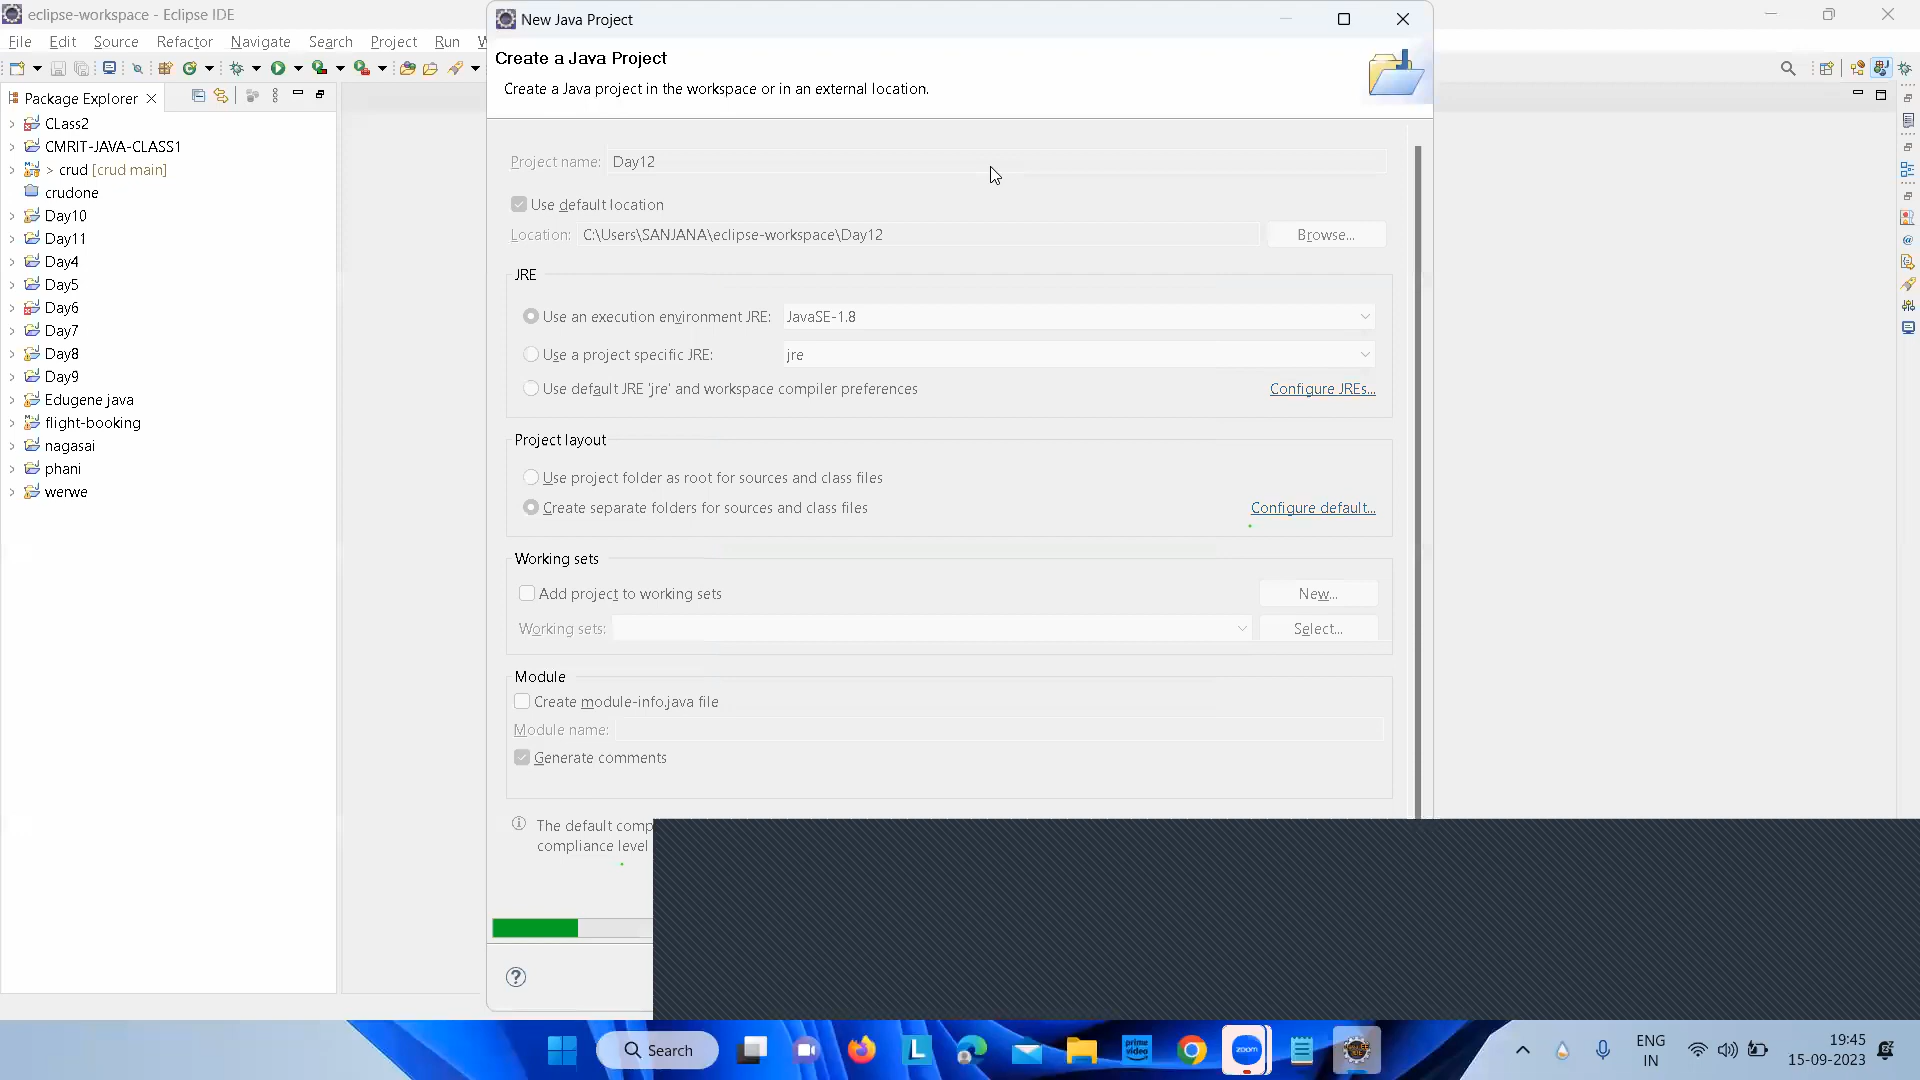 eclipse-workspace - Eclipse IDE
File Edit Source Refactor Navigate Search Project Run
Package Explorer
CLass2
CMRIT-JAVA-CLASS1
> crud [crud main]
crudone
Day10
Day11
Day4
Day5
Day6
Day7
Day8
Day9
Edugene java
flight-booking
nagasai
phani
werwe
New Java Project
Create a Java Project
Create a Java project in the workspace or in an external location.
Project name: Day12
Use default location
Location: C:\Users\SANJANA\eclipse-workspace\Day12 Browse...
JRE
Use an execution environment JRE: JavaSE-1.8
Use a project specific JRE: jre
Use default JRE 'jre' and workspace compiler preferences Configure JREs...
Project layout
Use project folder as root for sources and class files
Create separate folders for sources and class files Configure default...
Working sets
Add project to working sets New...
Working sets: Select...
Module
Create module-info.java file
Module name:
Generate comments
The default comp
compliance level
Search
prime video
zoom
ENG
IN
19:45
15-09-2023